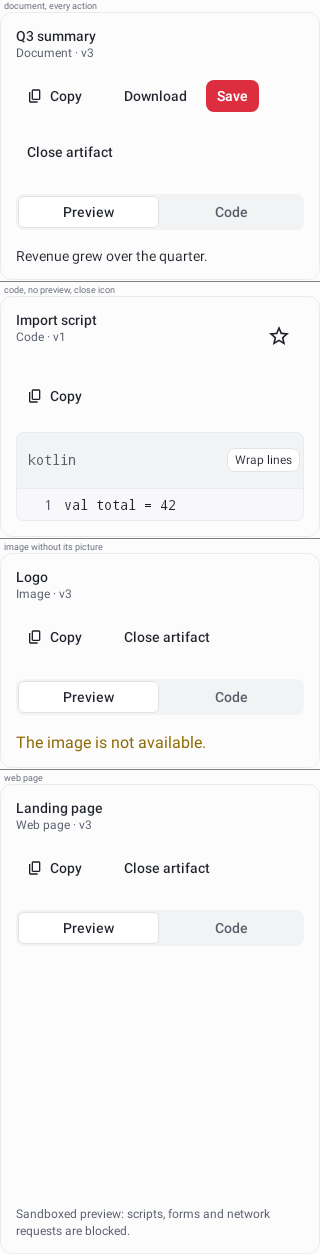 document, every action
Q3 summary
Document · v3
Copy Download Save
Close artifact
Preview Code
Revenue grew over the quarter.
code, no preview, close icon
Import script
Code · v1
Copy
kotlin Wrap lines
1 val total = 42
image without its picture
Logo
Image · v3
Copy Close artifact
Preview Code
The image is not available.
web page
Landing page
Web page · v3
Copy Close artifact
Preview Code
Sandboxed preview: scripts, forms and network
requests are blocked.